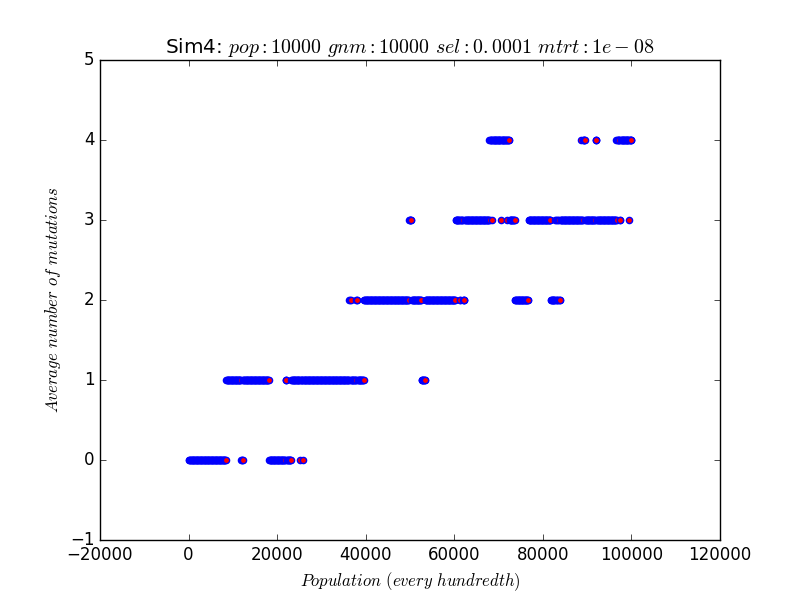 Sim4: pop : 10000 gnm : 10000 sel : 0.0001 mtrt : 1e − 08
5
4
3
2
1
0
−1
Average number of mutations
−20000 0 20000 40000 60000 80000 100000 120000
Population (every hundredth)